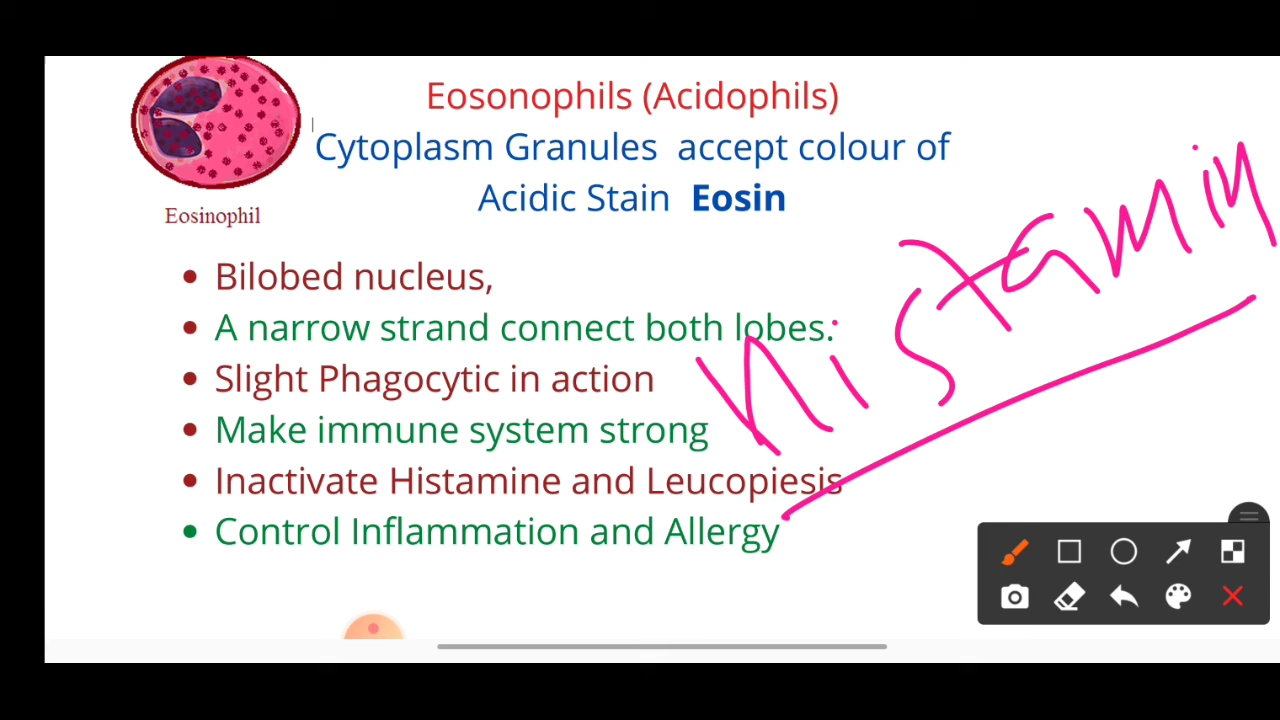 Eosonophils (Acidophils)
Cytoplasm Granules accept colour of
Acidic Stain Eosin
Eosinophil
• Bilobed nucleus,
• A narrow strand connect both lobes.
• Slight Phagocytic in action
• Make immune system strong
• Inactivate Histamine and Leucopiesis
• Control Inflammation and Allergy
Histamin